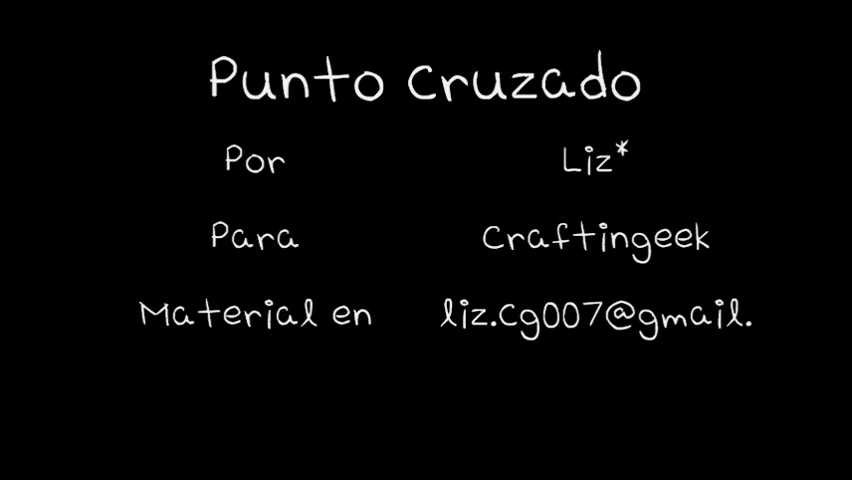 Punto Cruzado
Por Liz*
Para Craftingeek
Material en liz.cg007@gmail.